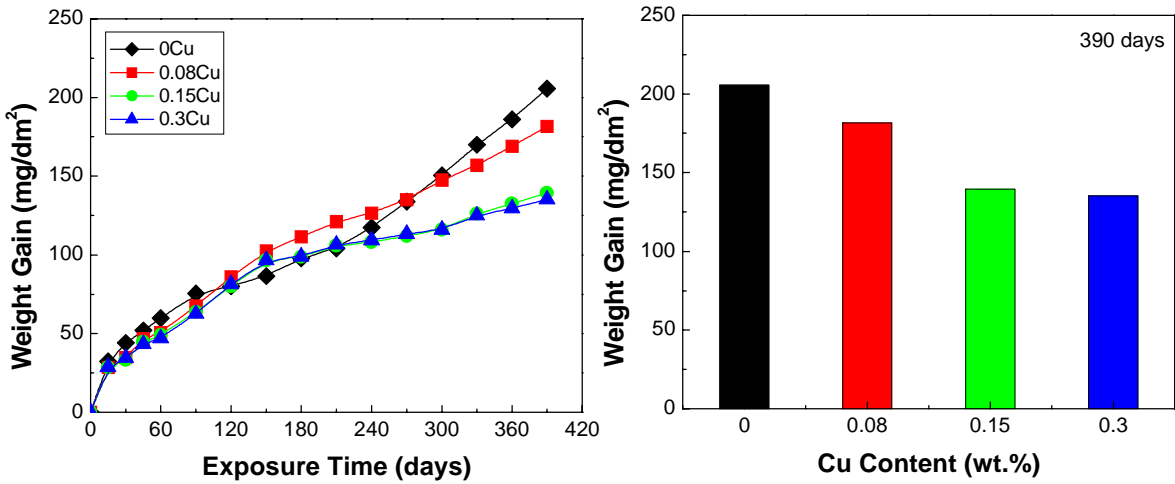 250
200
150
100
50
0
Weight Gain (mg/dm²)
0Cu
0.08Cu
0.15Cu
0.3Cu
0 60 120 180 240 300 360 420
Exposure Time (days)
250
200
150
100
50
0
Weight Gain (mg/dm²)
390 days
0 0.08 0.15 0.3
Cu Content (wt.%)